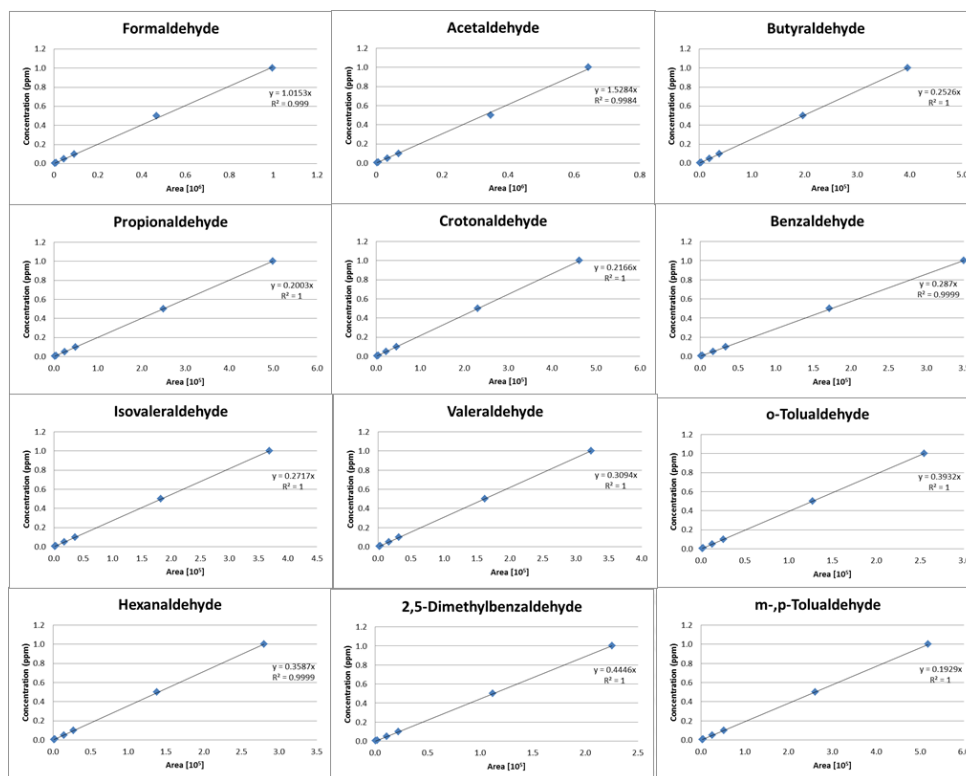 Formaldehyde
Concentration (ppm)
1.2
1.0
0.8
0.6
0.4
0.2
0.0
y = 1.0153x
R² = 0.999
0 0.2 0.4 0.6 0.8 1 1.2
Area [10⁶]
Acetaldehyde
Concentration (ppm)
1.2
1.0
0.8
0.6
0.4
0.2
0.0
y = 1.5284x
R² = 0.9984
0 0.2 0.4 0.6 0.8
Area [10⁶]
Butyraldehyde
Concentration (ppm)
1.2
1.0
0.8
0.6
0.4
0.2
0.0
y = 0.2526x
R² = 1
0.0 1.0 2.0 3.0 4.0 5.0
Area [10⁵]
Propionaldehyde
Concentration (ppm)
1.2
1.0
0.8
0.6
0.4
0.2
0.0
y = 0.2003x
R² = 1
0.0 1.0 2.0 3.0 4.0 5.0 6.0
Area [10⁵]
Crotonaldehyde
Concentration (ppm)
1.2
1.0
0.8
0.6
0.4
0.2
0.0
y = 0.2166x
R² = 1
0.0 1.0 2.0 3.0 4.0 5.0 6.0
Area [10⁵]
Benzaldehyde
Concentration (ppm)
1.2
1.0
0.8
0.6
0.4
0.2
0.0
y = 0.287x
R² = 0.9999
0.0 0.5 1.0 1.5 2.0 2.5 3.0 3.5
Area [10⁵]
Isovaleraldehyde
Concentration (ppm)
1.2
1.0
0.8
0.6
0.4
0.2
0.0
y = 0.2717x
R² = 1
0.0 0.5 1.0 1.5 2.0 2.5 3.0 3.5 4.0 4.5
Area [10⁵]
Valeraldehyde
Concentration (ppm)
1.2
1.0
0.8
0.6
0.4
0.2
0.0
y = 0.3094x
R² = 1
0.0 0.5 1.0 1.5 2.0 2.5 3.0 3.5 4.0
Area [10⁵]
o-Tolualdehyde
Concentration (ppm)
1.2
1.0
0.8
0.6
0.4
0.2
0.0
y = 0.3932x
R² = 1
0.0 0.5 1.0 1.5 2.0 2.5 3.0
Area [10⁵]
Hexanaldehyde
Concentration (ppm)
1.2
1.0
0.8
0.6
0.4
0.2
0.0
y = 0.3587x
R² = 0.9999
0.0 0.5 1.0 1.5 2.0 2.5 3.0 3.5
Area [10⁵]
2,5-Dimethylbenzaldehyde
Concentration (ppm)
1.2
1.0
0.8
0.6
0.4
0.2
0.0
y = 0.4446x
R² = 1
0.0 0.5 1.0 1.5 2.0 2.5
Area [10⁵]
m-,p-Tolualdehyde
Concentration (ppm)
1.2
1.0
0.8
0.6
0.4
0.2
0.0
y = 0.1929x
R² = 1
0.0 1.0 2.0 3.0 4.0 5.0 6.0
Area [10⁵]